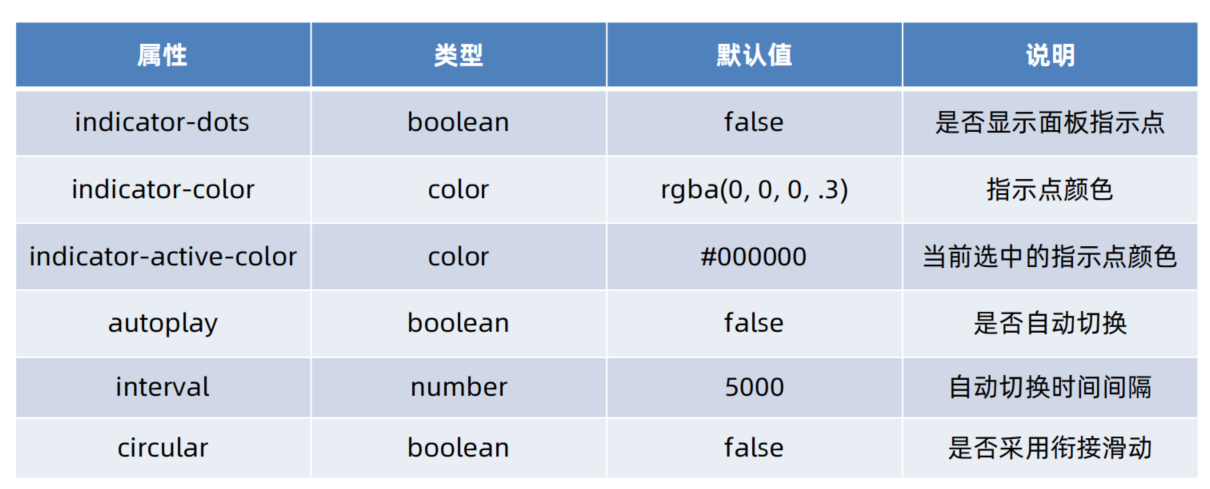 属性 类型 默认值 说明
indicator-dots boolean false 是否显示面板指示点
indicator-color color rgba(0, 0, 0, .3) 指示点颜色
indicator-active-color color #000000 当前选中的指示点颜色
autoplay boolean false 是否自动切换
interval number 5000 自动切换时间间隔
circular boolean false 是否采用衔接滑动